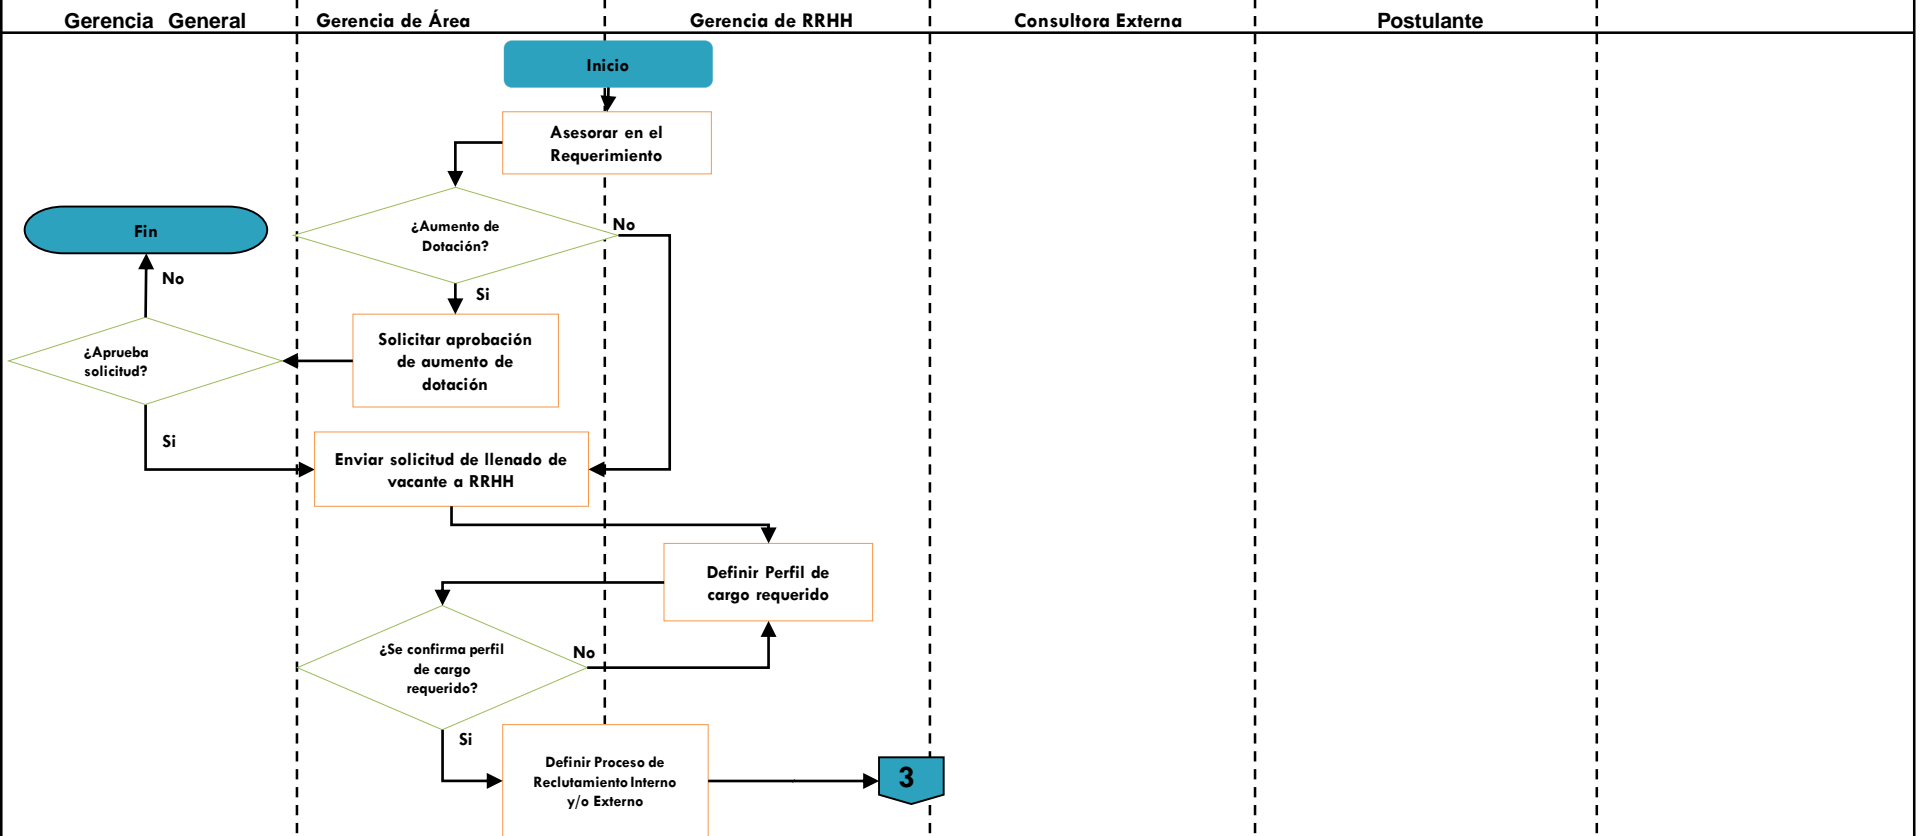 Gerencia General
Gerencia de Área
Gerencia de RRHH
Consultora Externa
Postulante
Inicio
Asesorar en el
Requerimiento
¿Aumento de
Dotación?
No
Fin
No
Si
Solicitar aprobación
de aumento de
dotación
¿Aprueba
solicitud?
Si
Enviar solicitud de llenado de
vacante a RRHH
Definir Perfil de
cargo requerido
¿Se confirma perfil
de cargo
requerido?
No
Si
Definir Proceso de
Reclutamiento Interno
y/o Externo
3